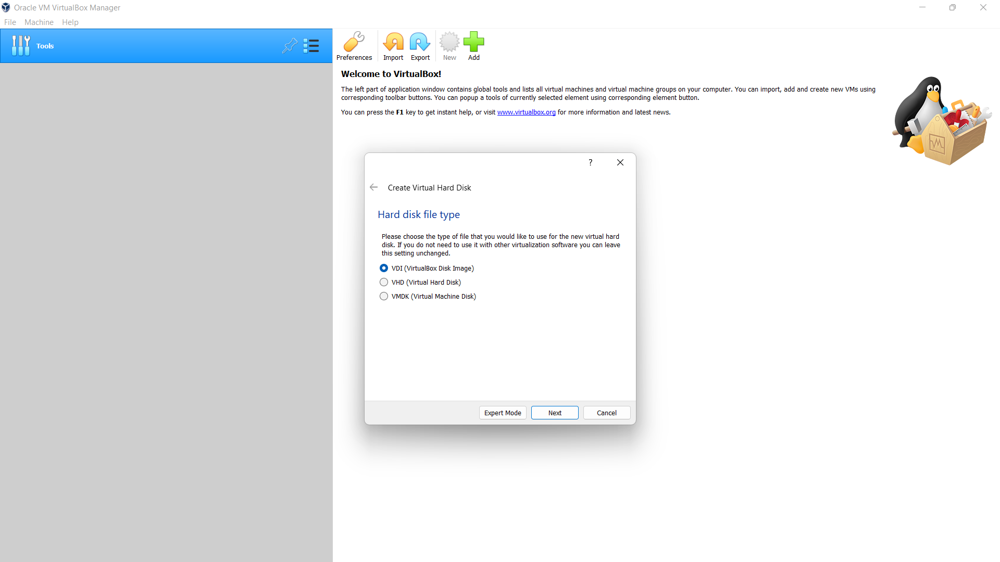 Oracle VM VirtualBox Manager
File Machine Help
Tools
Preferences Import Export New Add
Welcome to VirtualBox!
The left part of application window contains global tools and lists all virtual machines and virtual machine groups on your computer. You can import, add and create new VMs using
corresponding toolbar buttons. You can popup a tools of currently selected element using corresponding element button.
You can press the F1 key to get instant help, or visit www.virtualbox.org for more information and latest news.
?
Create Virtual Hard Disk
Hard disk file type
Please choose the type of file that you would like to use for the new virtual hard
disk. If you do not need to use it with other virtualization software you can leave
this setting unchanged.
VDI (VirtualBox Disk Image)
VHD (Virtual Hard Disk)
VMDK (Virtual Machine Disk)
Expert Mode Next Cancel